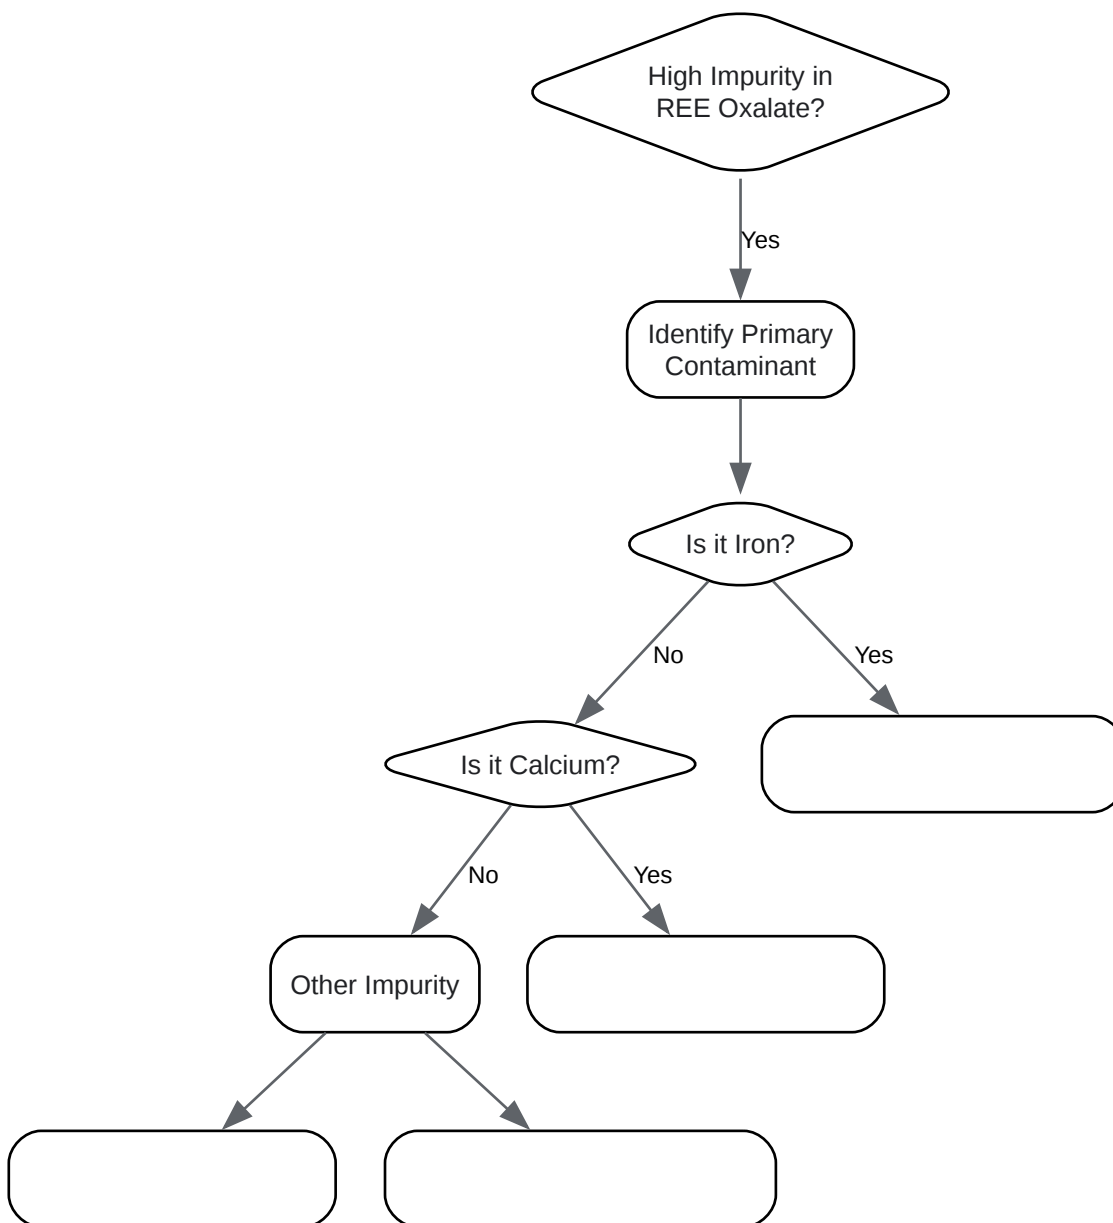 High Impurity in
REE Oxalate?
Yes
Identify Primary
Contaminant
Is it Iron?
No
Yes
Is it Calcium?
No
Yes
Other Impurity